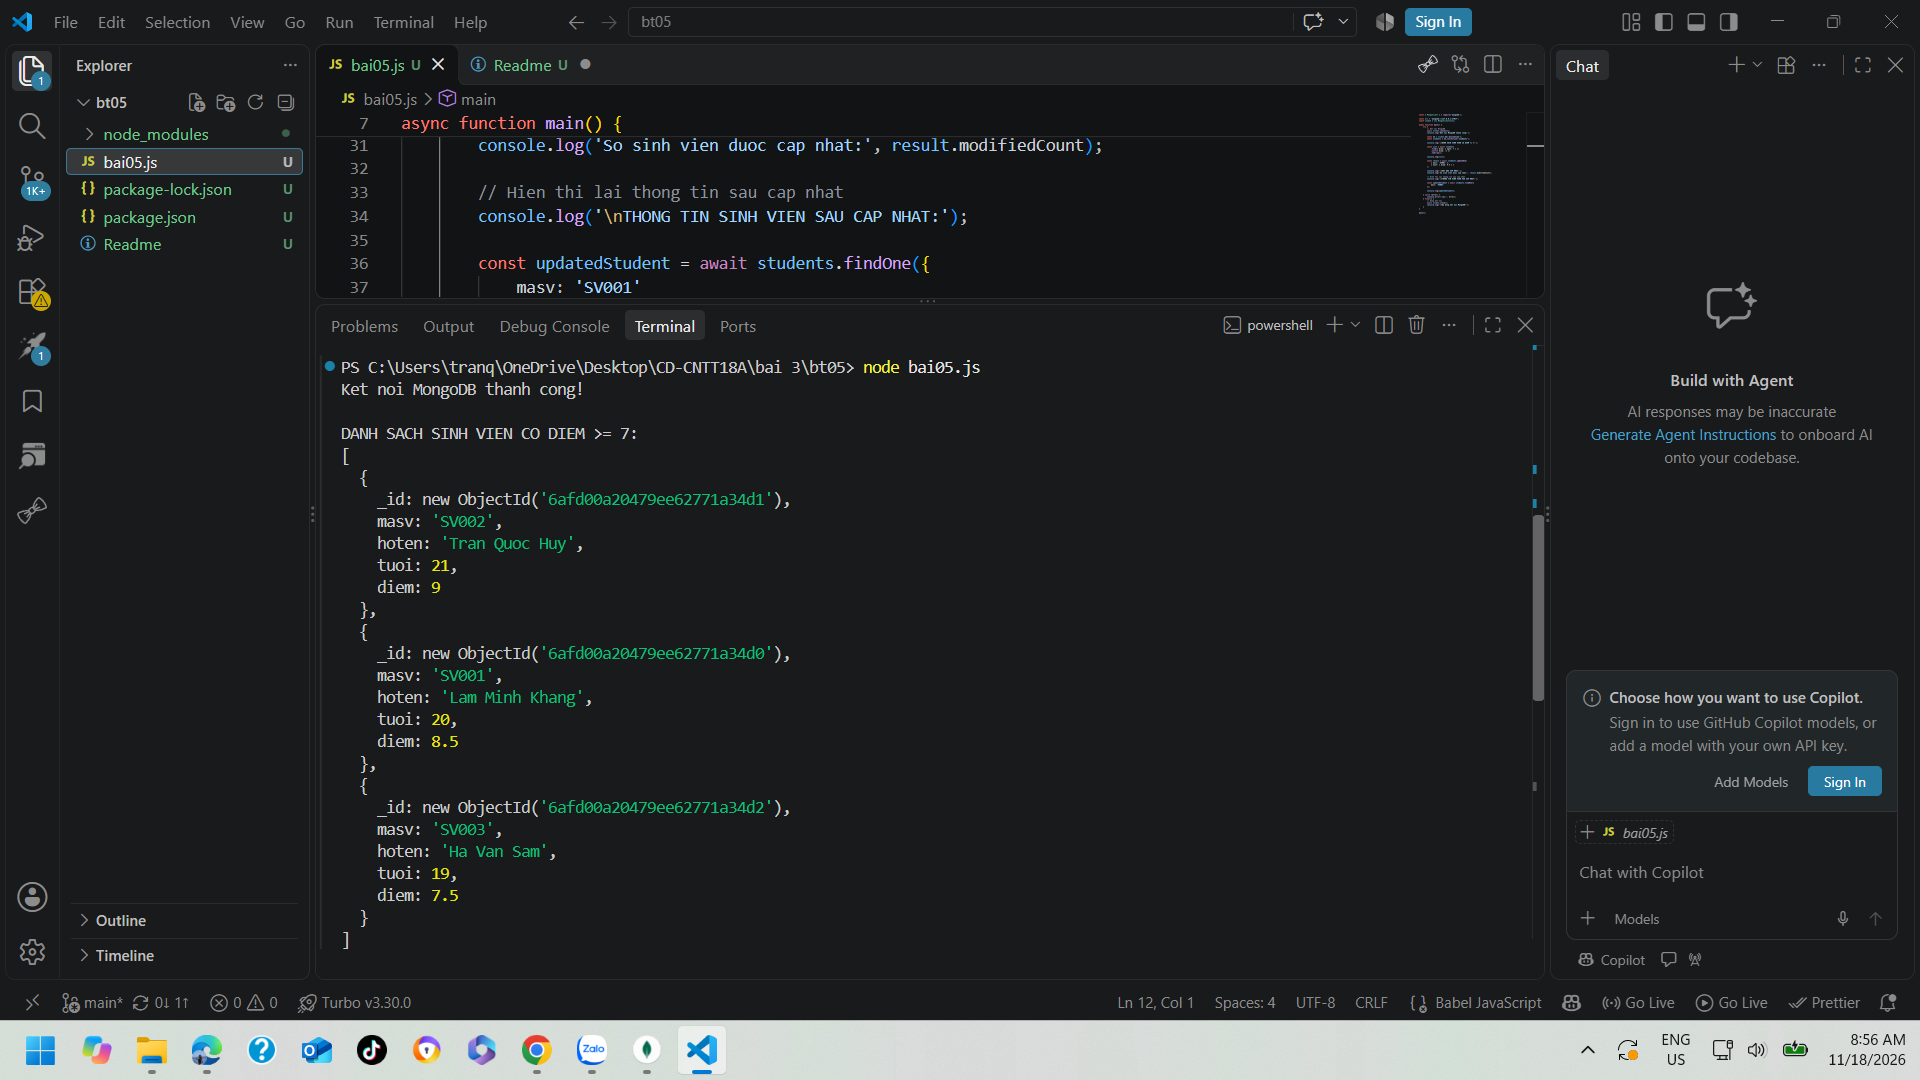 File Edit Selection View Go Run Terminal Help
bt05
Sign In
Explorer
bt05
node_modules
JS bai05.js U
{} package-lock.json U
{} package.json U
Readme U
1
1K+
1
Outline
Timeline
JS bai05.js U
Readme U
JS bai05.js > main
7 async function main() {
31 console.log('So sinh vien duoc cap nhat:', result.modifiedCount);
32
33 // Hien thi lai thong tin sau cap nhat
34 console.log('\nTHONG TIN SINH VIEN SAU CAP NHAT:');
35
36 const updatedStudent = await students.findOne({
37 masv: 'SV001'
Problems Output Debug Console Terminal Ports
powershell
PS C:\Users\tranq\OneDrive\Desktop\CD-CNTT18A\bai 3\bt05> node bai05.js
Ket noi MongoDB thanh cong!
DANH SACH SINH VIEN CO DIEM >= 7:
[
{
_id: new ObjectId('6afd00a20479ee62771a34d1'),
masv: 'SV002',
hoten: 'Tran Quoc Huy',
tuoi: 21,
diem: 9
},
{
_id: new ObjectId('6afd00a20479ee62771a34d0'),
masv: 'SV001',
hoten: 'Lam Minh Khang',
tuoi: 20,
diem: 8.5
},
{
_id: new ObjectId('6afd00a20479ee62771a34d2'),
masv: 'SV003',
hoten: 'Ha Van Sam',
tuoi: 19,
diem: 7.5
}
]
Chat
Build with Agent
AI responses may be inaccurate
Generate Agent Instructions to onboard AI
onto your codebase.
Choose how you want to use Copilot.
Sign in to use GitHub Copilot models, or
add a model with your own API key.
Add Models
Sign In
JS bai05.js
Chat with Copilot
Models
Copilot
main* 0↓ 1↑ 0 0 Turbo v3.30.0
Ln 12, Col 1 Spaces: 4 UTF-8 CRLF {} Babel JavaScript Go Live Go Live Prettier
Zalo
ENG
US
8:56 AM
11/18/2026